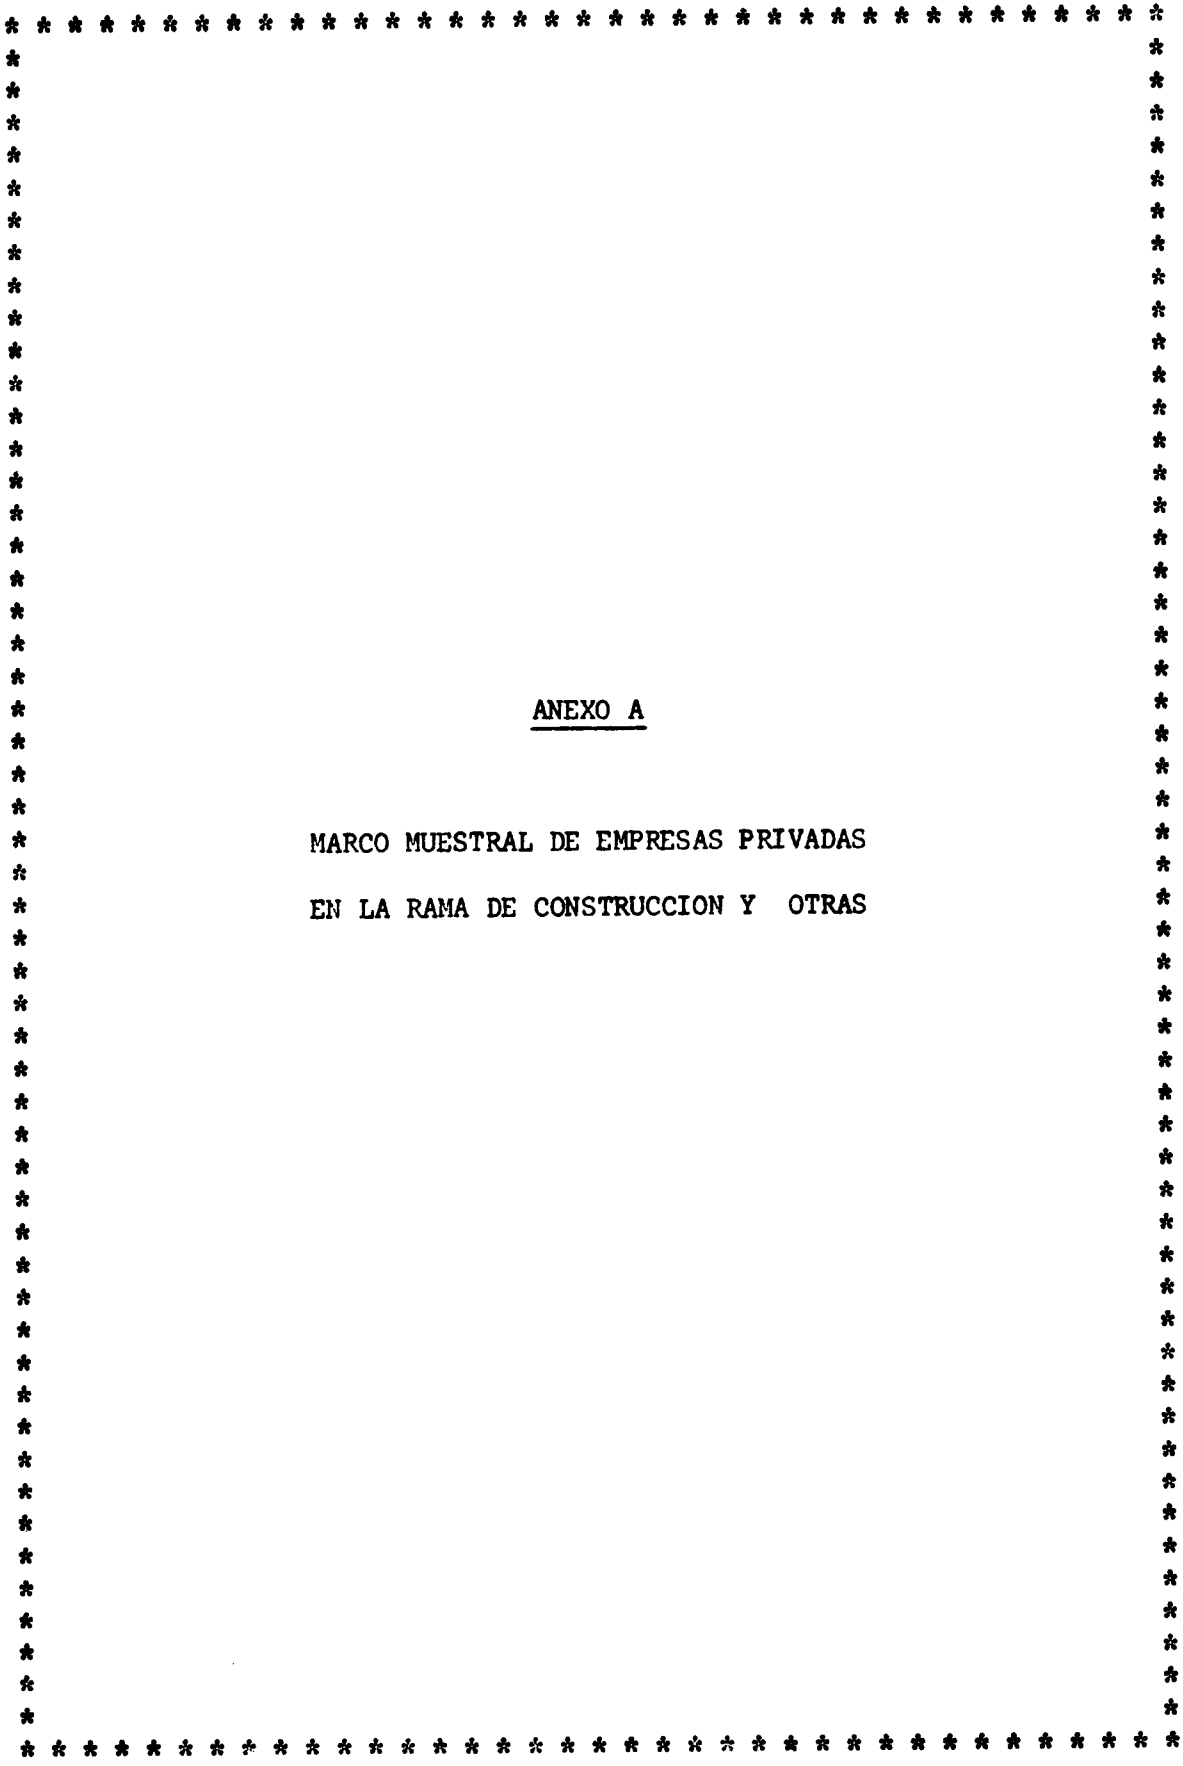 ANEXO A
MARCO MUESTRAL DE EMPRESAS PRIVADAS
EN LA RAMA DE CONSTRUCCION Y OTRAS